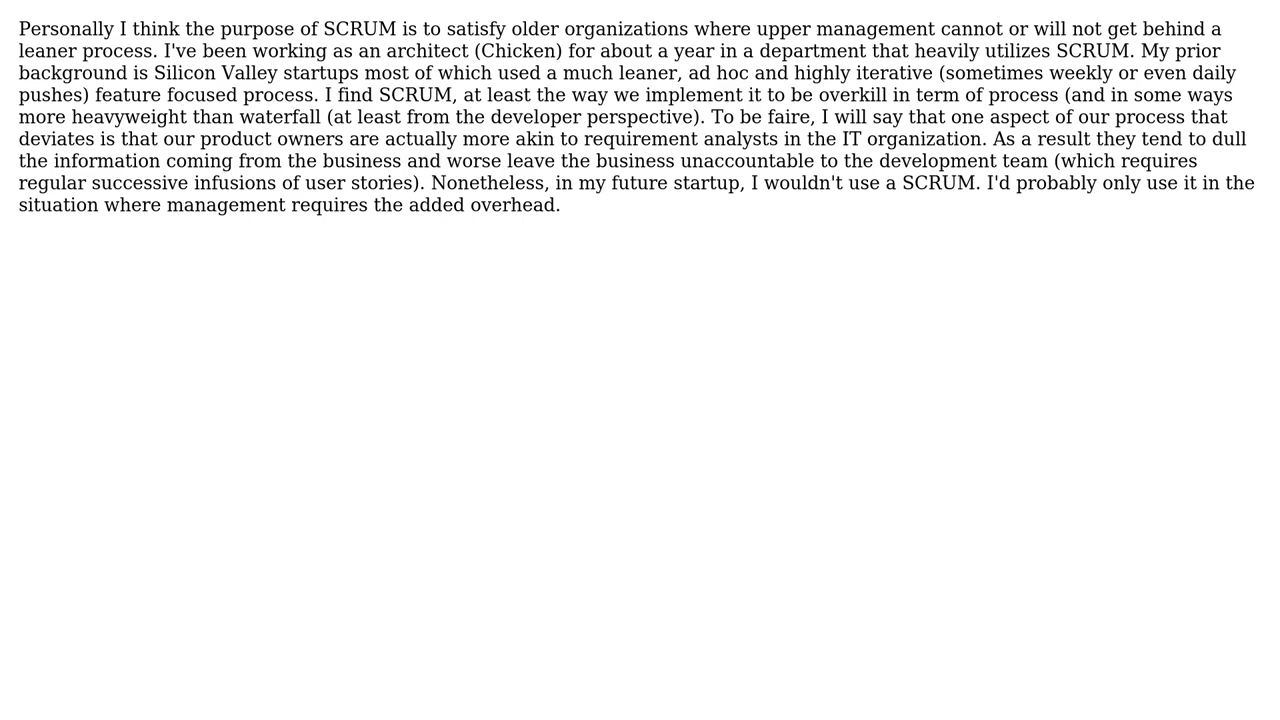 Personally I think the purpose of SCRUM is to satisfy older organizations where upper management cannot or will not get behind a
leaner process. I've been working as an architect (Chicken) for about a year in a department that heavily utilizes SCRUM. My prior
background is Silicon Valley startups most of which used a much leaner, ad hoc and highly iterative (sometimes weekly or even daily
pushes) feature focused process. I find SCRUM, at least the way we implement it to be overkill in term of process (and in some ways
more heavyweight than waterfall (at least from the developer perspective). To be faire, I will say that one aspect of our process that
deviates is that our product owners are actually more akin to requirement analysts in the IT organization. As a result they tend to dull
the information coming from the business and worse leave the business unaccountable to the development team (which requires
regular successive infusions of user stories). Nonetheless, in my future startup, I wouldn't use a SCRUM. I'd probably only use it in the
situation where management requires the added overhead.